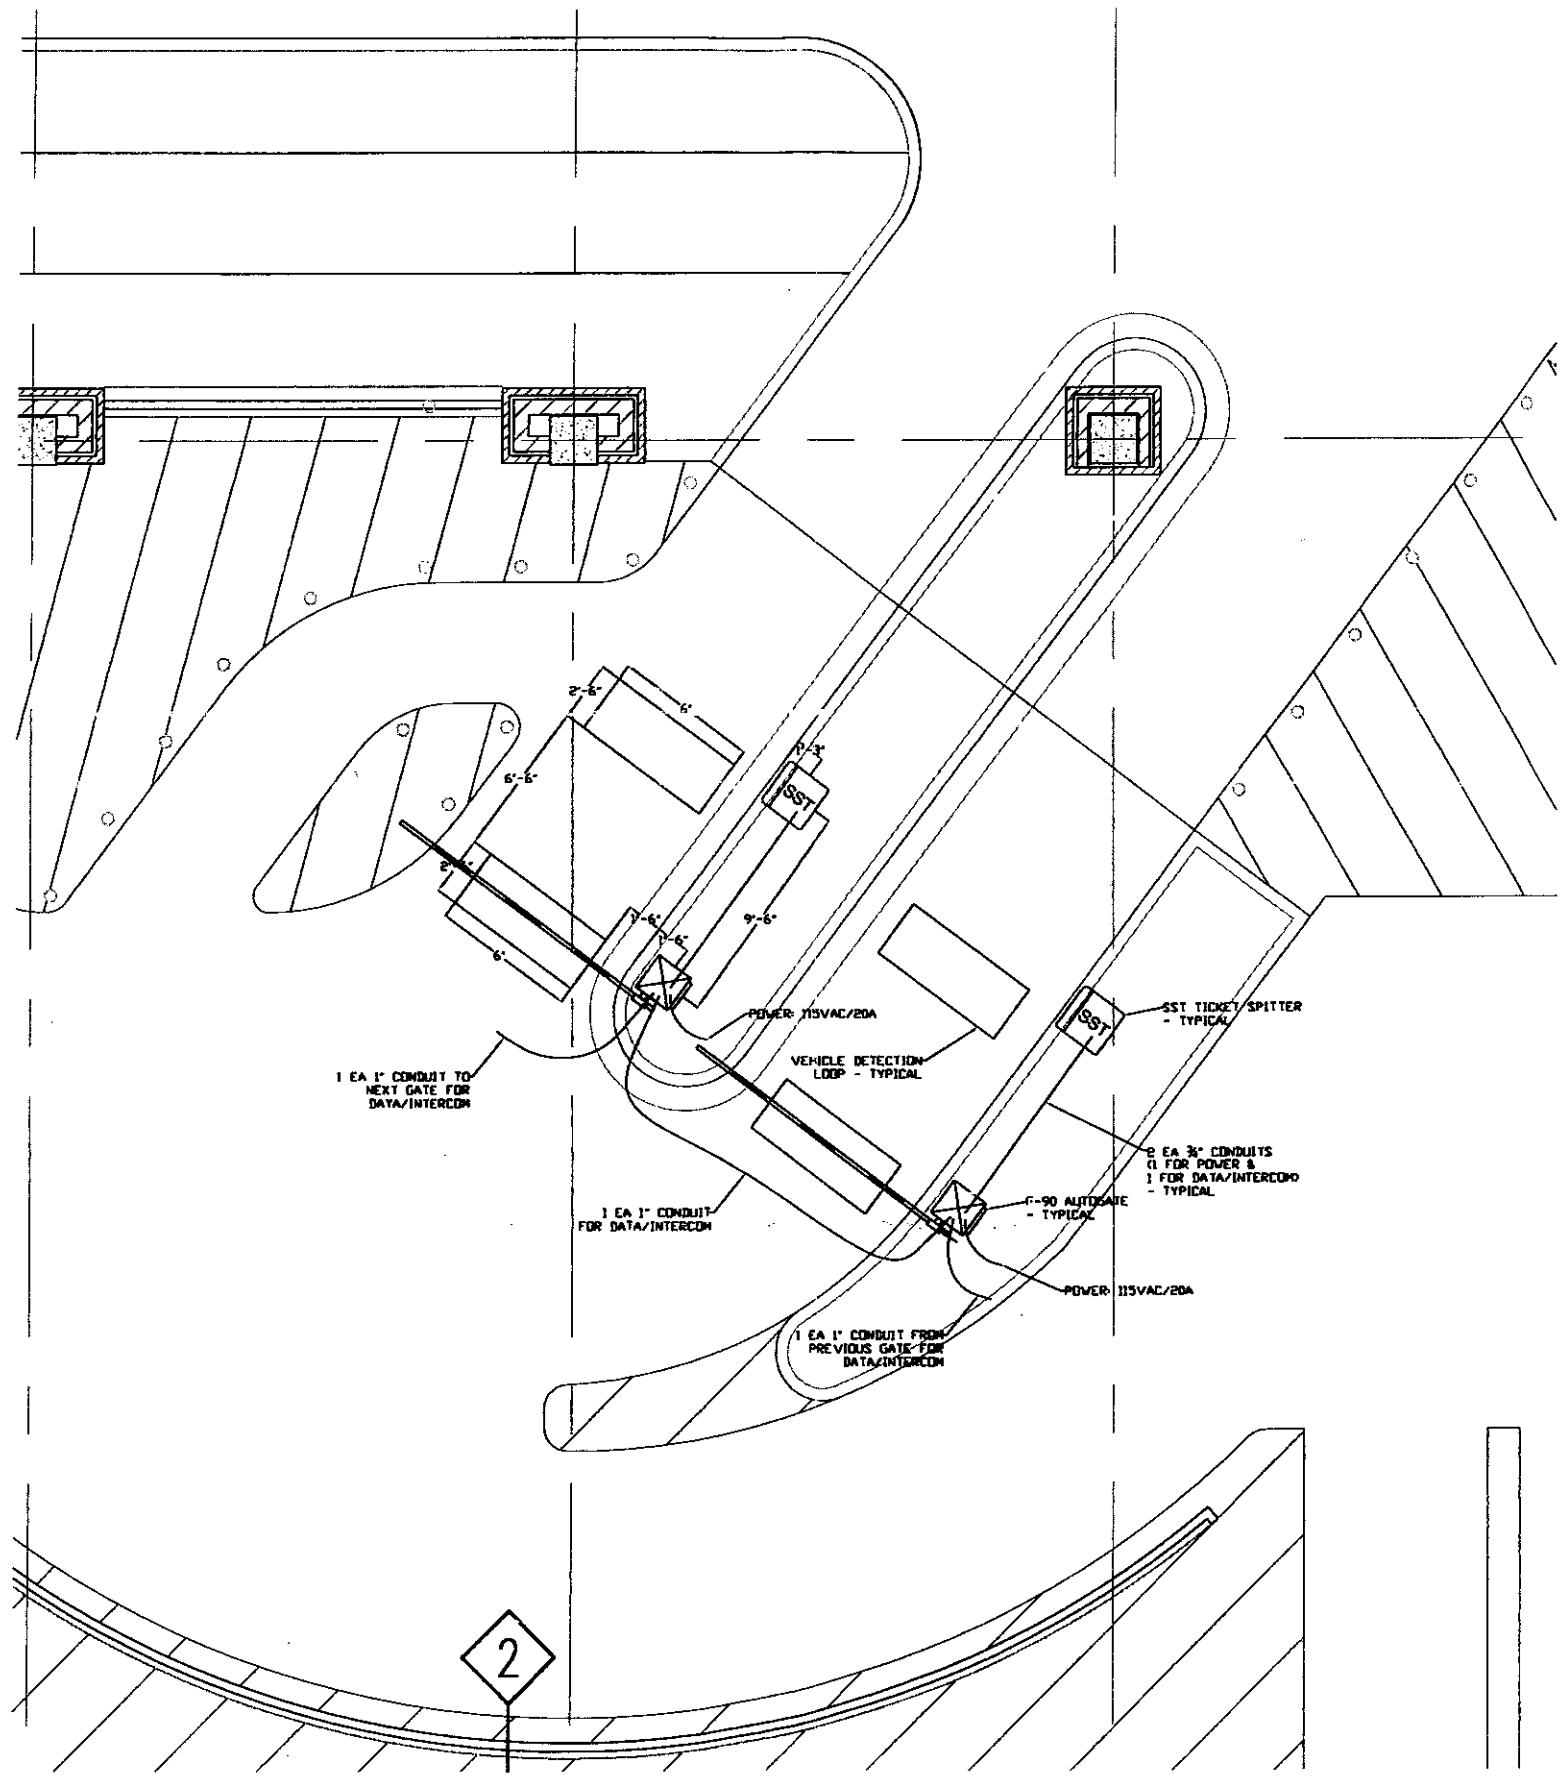 2'-6"
6"
6'-6"
1'-3"
SST
6"
1'-6"
1'-6"
9'-6"
POWER: 115VAC/20A
SST
SST TICKET SPITTER
- TYPICAL
VEHICLE DETECTION
LOOP - TYPICAL
1 EA 1" CONDUIT TO
NEXT GATE FOR
DATA/INTERCOM
2 EA ¾" CONDUITS
(1 FOR POWER &
1 FOR DATA/INTERCOM)
- TYPICAL
1 EA 1" CONDUIT
FOR DATA/INTERCOM
F-90 AUTOGATE
- TYPICAL
POWER: 115VAC/20A
1 EA 1" CONDUIT FROM
PREVIOUS GATE FOR
DATA/INTERCOM
2